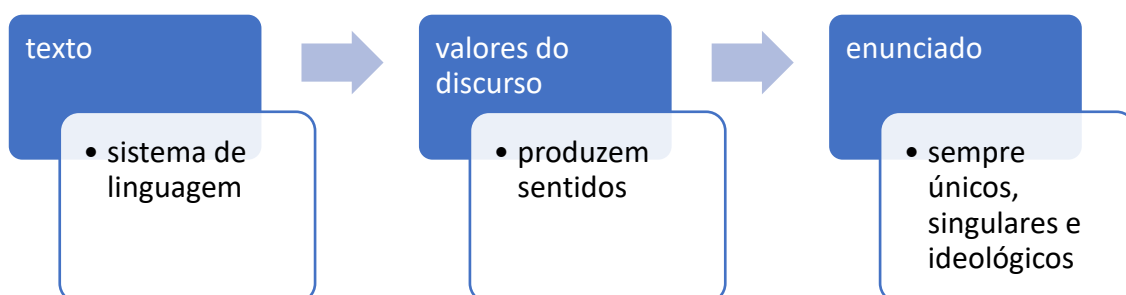 texto
• sistema de
linguagem
valores do
discurso
• produzem
sentidos
enunciado
• sempre
únicos,
singulares e
ideológicos